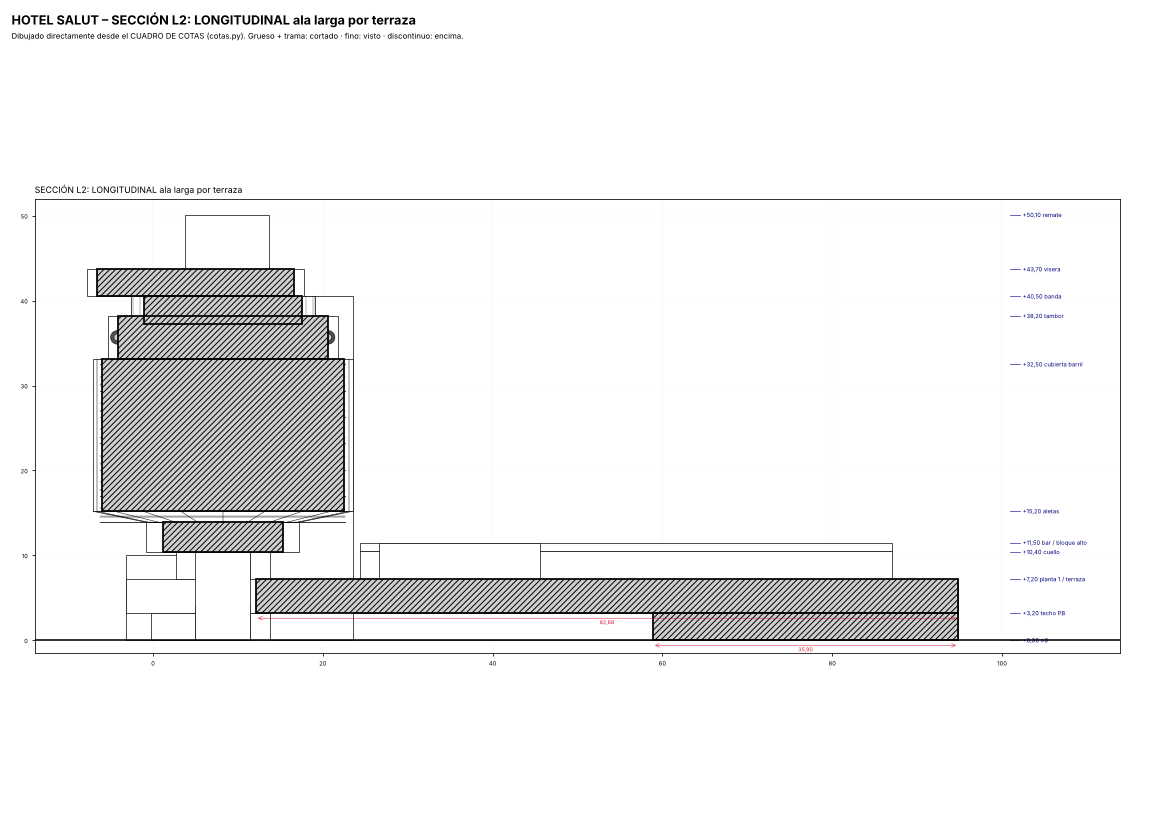 HOTEL SALUT – SECCIÓN L2: LONGITUDINAL ala larga por terraza
Dibujado directamente desde el CUADRO DE COTAS (cotas.py). Grueso + trama: cortado · fino: visto · discontinuo: encima.
SECCIÓN L2: LONGITUDINAL ala larga por terraza
50
+50,10 remate
+43,70 visera
40
+40,50 banda
+38,20 tambor
+32,50 cubierta barril
30
20
+15,20 aletas
+11,50 bar / bloque alto
10
+10,40 cuello
+7,20 planta 1 / terraza
+3,20 techo PB
82,88
0
35,90
0
20
40
60
80
100